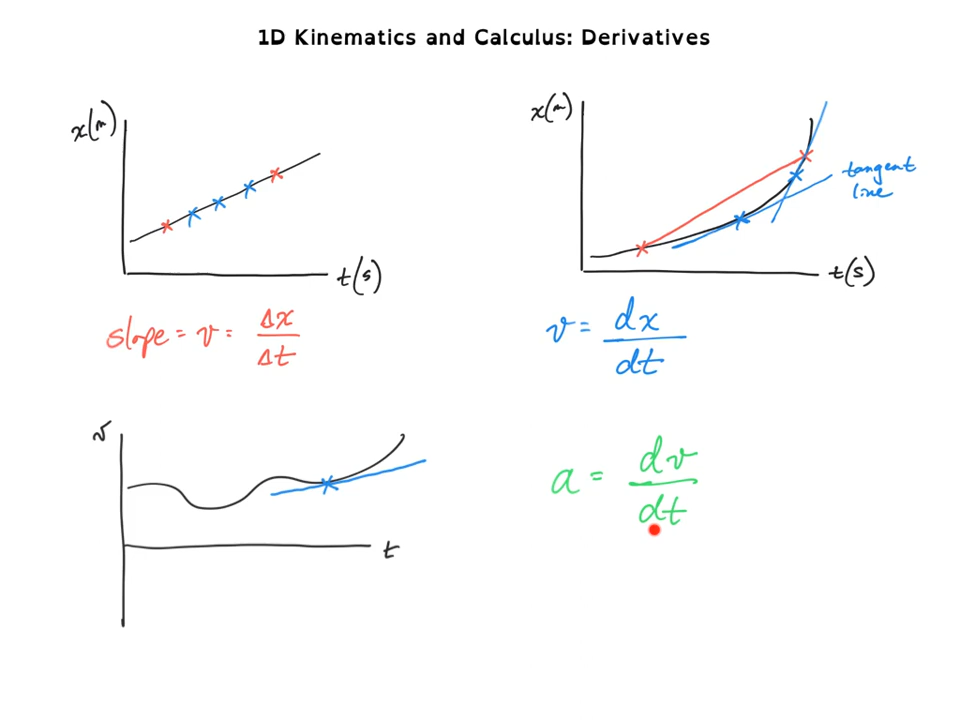 1D Kinematics and Calculus: Derivatives
x(m)
t(s)
slope = v = Δx
Δt
x(m)
tangent
line
t(s)
v = dx
dt
v
t
a = dv
dt